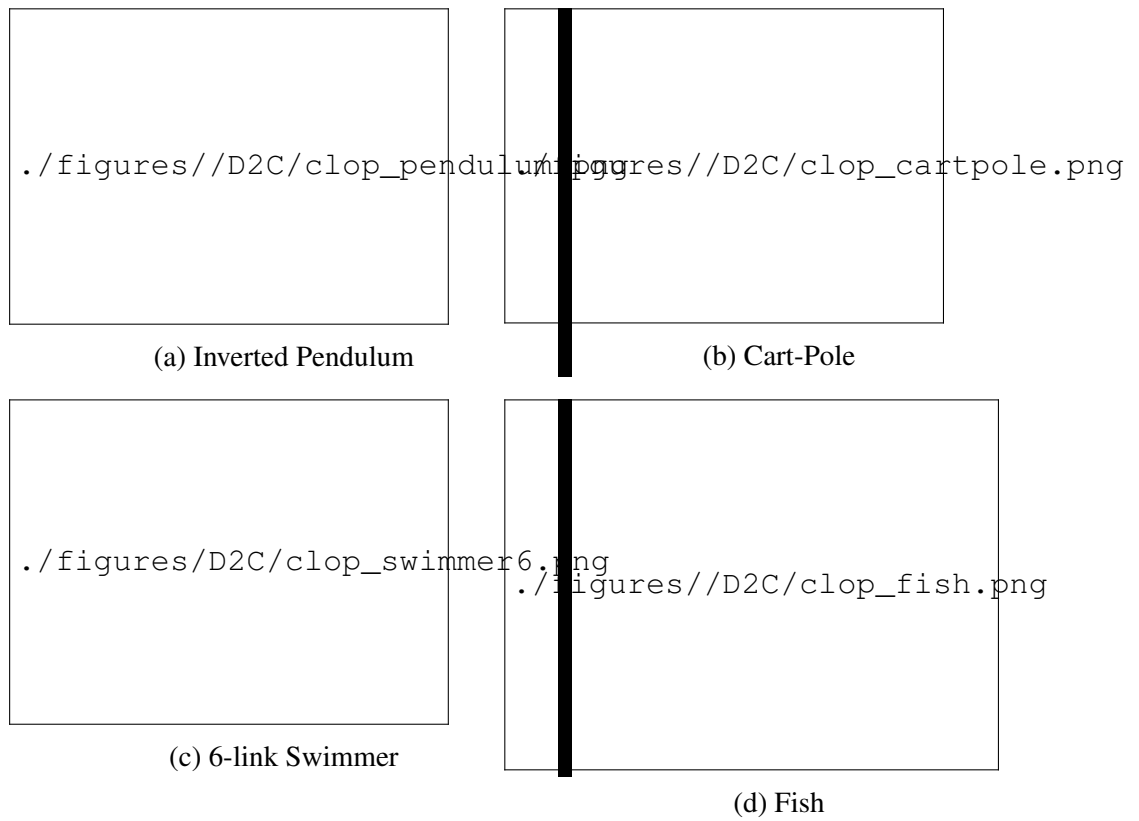 ./figures//D2C/clop_pendulum.png
./figures//D2C/clop_cartpole.png
(a) Inverted Pendulum
(b) Cart-Pole
./figures/D2C/clop_swimmer6.png
./figures//D2C/clop_fish.png
(c) 6-link Swimmer
(d) Fish